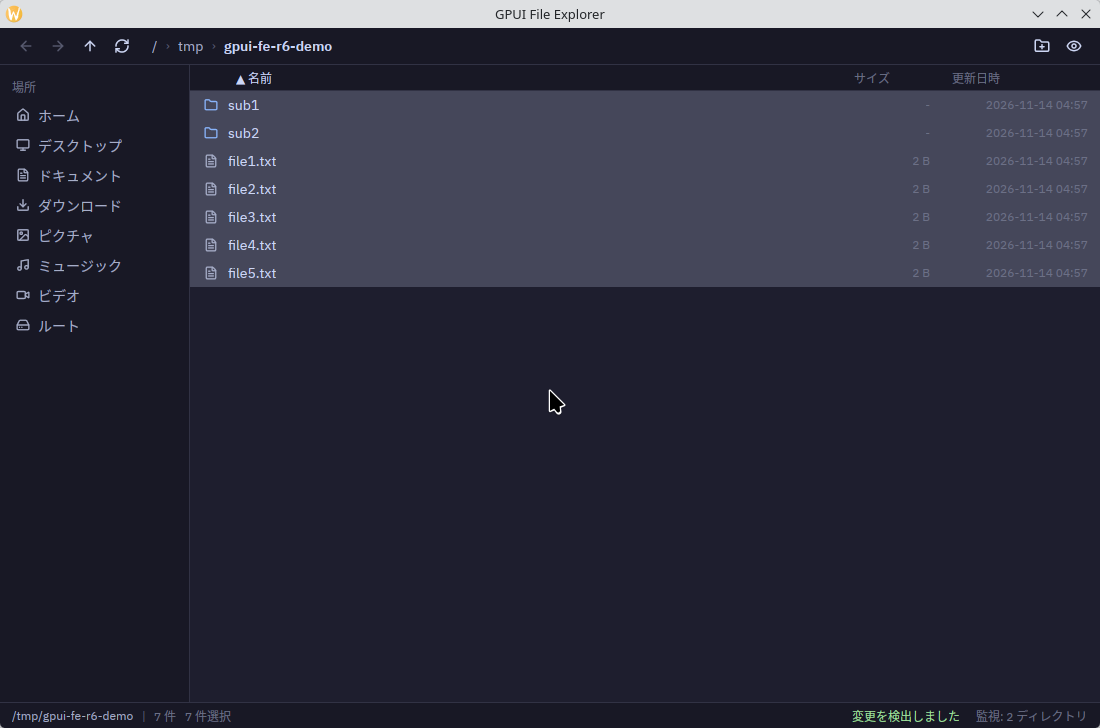 W GPUI File Explorer
/ › tmp › gpui-fe-r6-demo
場所
ホーム
デスクトップ
ドキュメント
ダウンロード
ピクチャ
ミュージック
ビデオ
ルート
▲名前 サイズ 更新日時
sub1 - 2026-11-14 04:57
sub2 - 2026-11-14 04:57
file1.txt 2 B 2026-11-14 04:57
file2.txt 2 B 2026-11-14 04:57
file3.txt 2 B 2026-11-14 04:57
file4.txt 2 B 2026-11-14 04:57
file5.txt 2 B 2026-11-14 04:57
/tmp/gpui-fe-r6-demo | 7 件 7 件選択 変更を検出しました 監視: 2 ディレクトリ